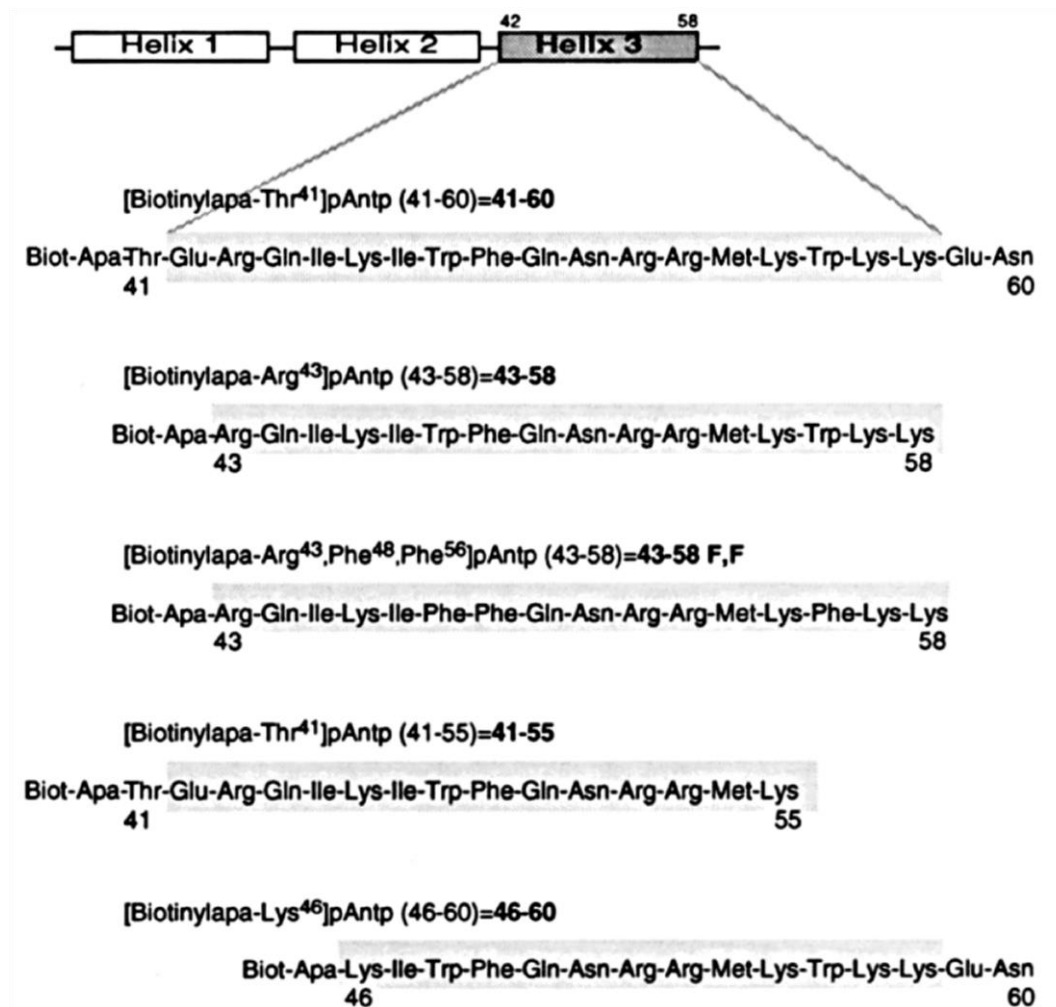 42 58
Helix 1 Helix 2 Helix 3
[Biotinylapa-Thr41]pAntp (41-60)=41-60
Biot-Apa-Thr-Glu-Arg-Gln-Ile-Lys-Ile-Trp-Phe-Gln-Asn-Arg-Arg-Met-Lys-Trp-Lys-Lys-Glu-Asn
41 60
[Biotinylapa-Arg43]pAntp (43-58)=43-58
Biot-Apa-Arg-Gln-Ile-Lys-Ile-Trp-Phe-Gln-Asn-Arg-Arg-Met-Lys-Trp-Lys-Lys
43 58
[Biotinylapa-Arg43,Phe48,Phe56]pAntp (43-58)=43-58 F,F
Biot-Apa-Arg-Gln-Ile-Lys-Ile-Phe-Phe-Gln-Asn-Arg-Arg-Met-Lys-Phe-Lys-Lys
43 58
[Biotinylapa-Thr41]pAntp (41-55)=41-55
Biot-Apa-Thr-Glu-Arg-Gln-Ile-Lys-Ile-Trp-Phe-Gln-Asn-Arg-Arg-Met-Lys
41 55
[Biotinylapa-Lys46]pAntp (46-60)=46-60
Biot-Apa-Lys-Ile-Trp-Phe-Gln-Asn-Arg-Arg-Met-Lys-Trp-Lys-Lys-Glu-Asn
46 60